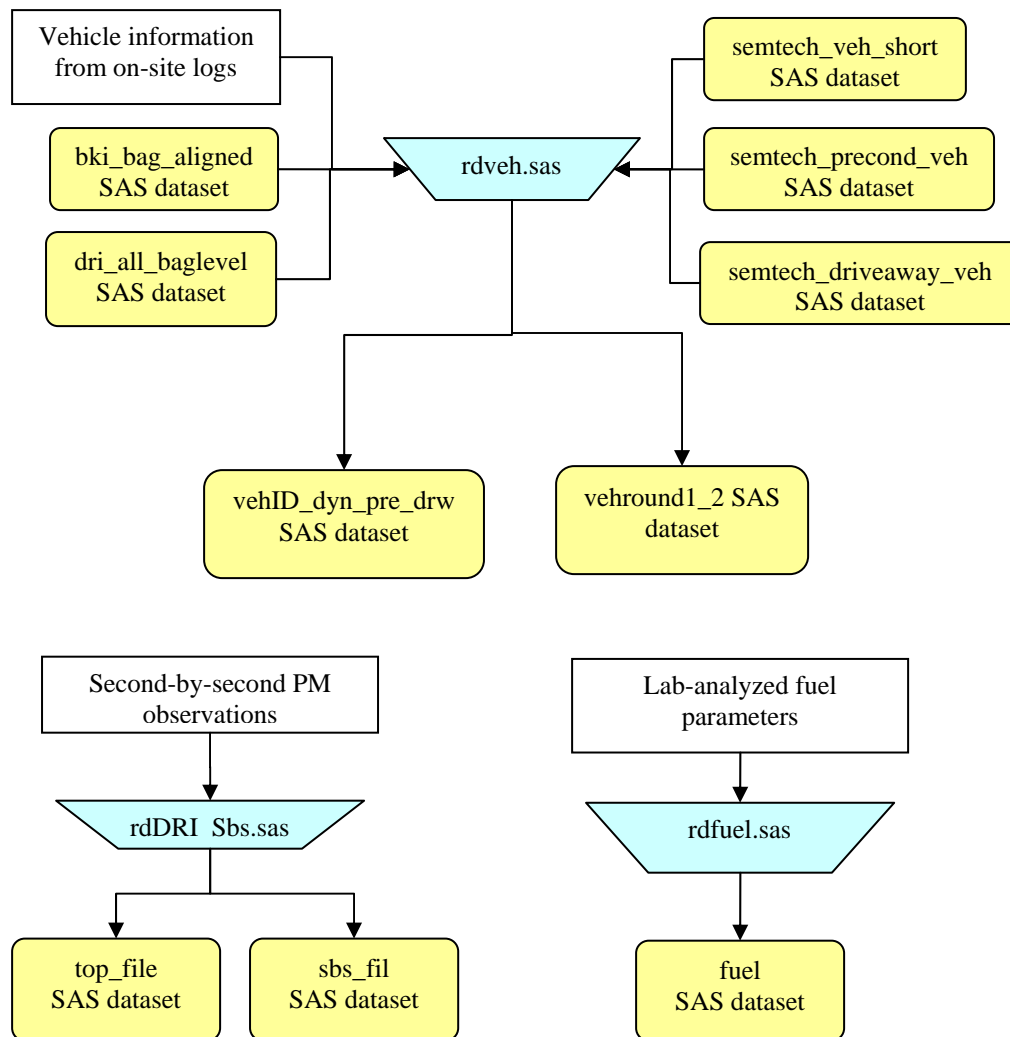 Vehicle information
from on-site logs
semtech_veh_short
SAS dataset
bki_bag_aligned
SAS dataset
rdveh.sas
semtech_precond_veh
SAS dataset
dri_all_baglevel
SAS dataset
semtech_driveaway_veh
SAS dataset
vehID_dyn_pre_drw
SAS dataset
vehround1_2 SAS
dataset
Second-by-second PM
observations
Lab-analyzed fuel
parameters
rdDRI Sbs.sas
rdfuel.sas
top_file
SAS dataset
sbs_fil
SAS dataset
fuel
SAS dataset